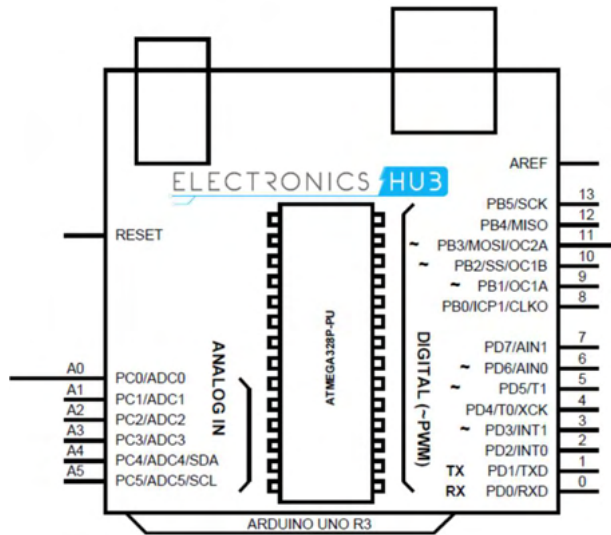 ELECTRONICS HUB
AREF
RESET
13
PB5/SCK
12
PB4/MISO
11
~ PB3/MOSI/OC2A
10
~ PB2/SS/OC1B
9
~ PB1/OC1A
8
PB0/ICP1/CLKO
7
PD7/AIN1
6
~ PD6/AIN0
5
~ PD5/T1
4
PD4/T0/XCK
3
~ PD3/INT1
2
PD2/INT0
1
TX PD1/TXD
0
RX PD0/RXD
A0
PC0/ADC0
A1
PC1/ADC1
A2
PC2/ADC2
A3
PC3/ADC3
A4
PC4/ADC4/SDA
A5
PC5/ADC5/SCL
ANALOG IN
ATMEGA328P-PU
DIGITAL (~PWM)
ARDUINO UNO R3